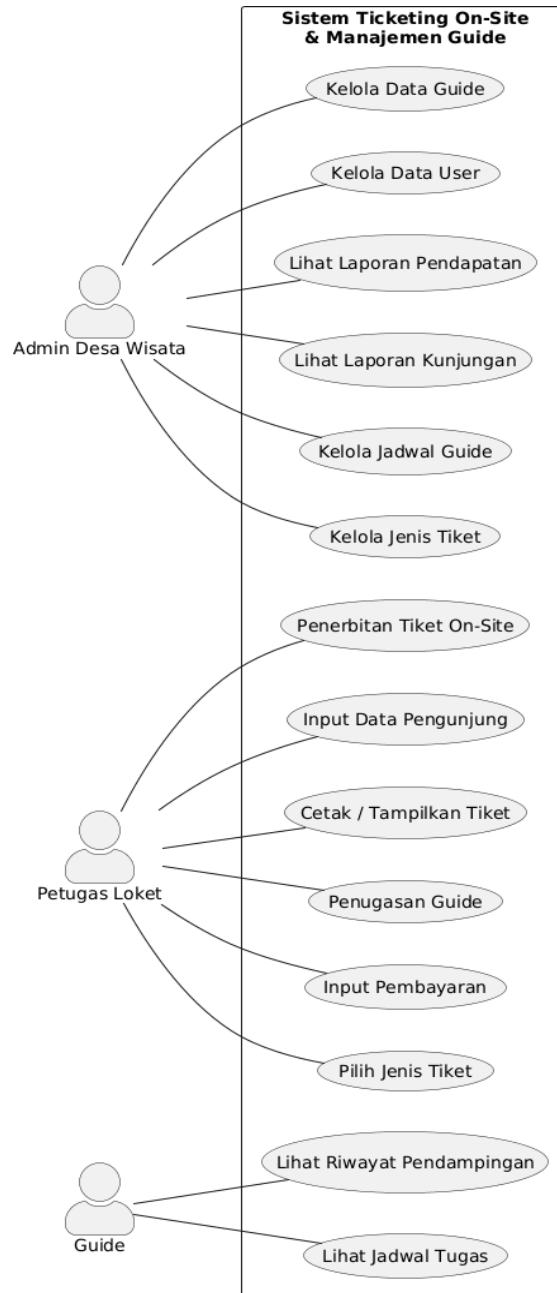 Sistem Ticketing On-Site
& Manajemen Guide
Kelola Data Guide
Kelola Data User
Lihat Laporan Pendapatan
Admin Desa Wisata
Lihat Laporan Kunjungan
Kelola Jadwal Guide
Kelola Jenis Tiket
Penerbitan Tiket On-Site
Input Data Pengunjung
Cetak / Tampilkan Tiket
Petugas Loket
Penugasan Guide
Input Pembayaran
Pilih Jenis Tiket
Lihat Riwayat Pendampingan
Guide
Lihat Jadwal Tugas